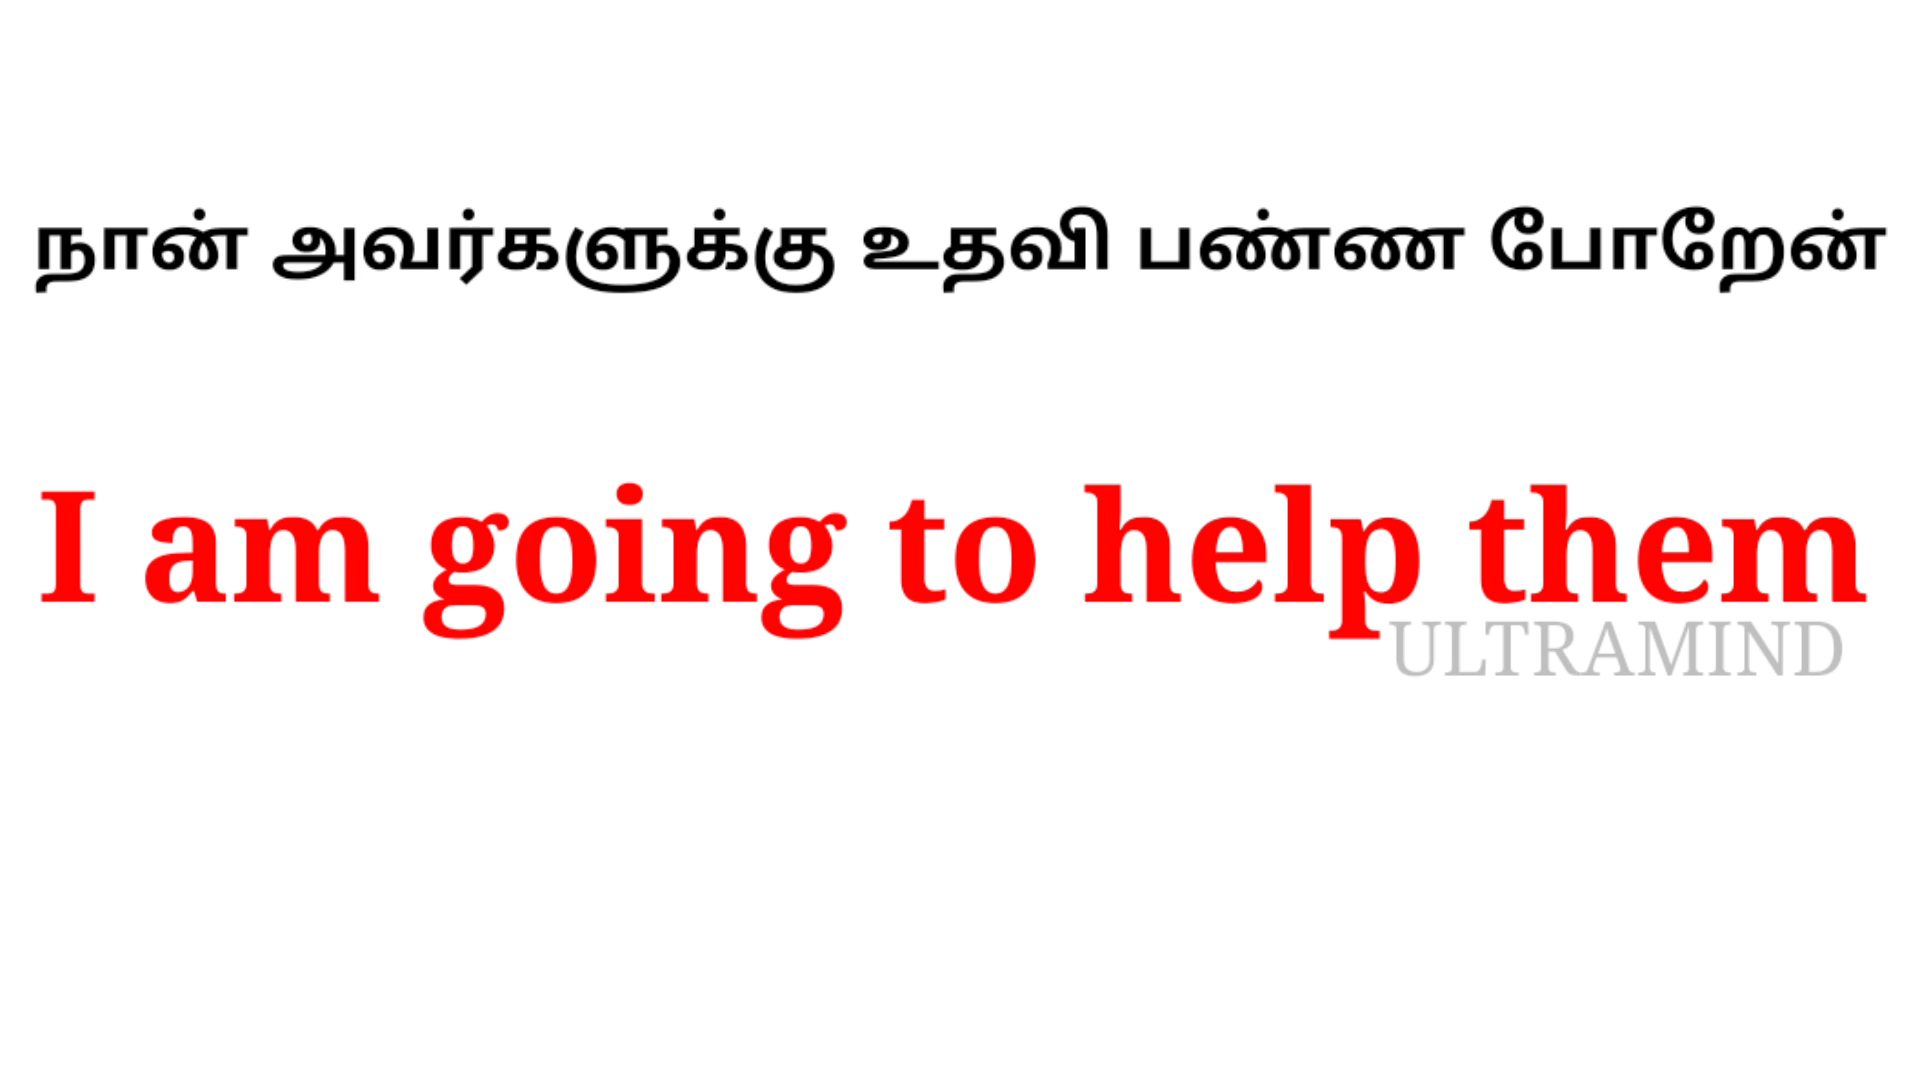 நான் அவர்களுக்கு உதவி பண்ண போறேன்
I am going to help them
ULTRAMIND